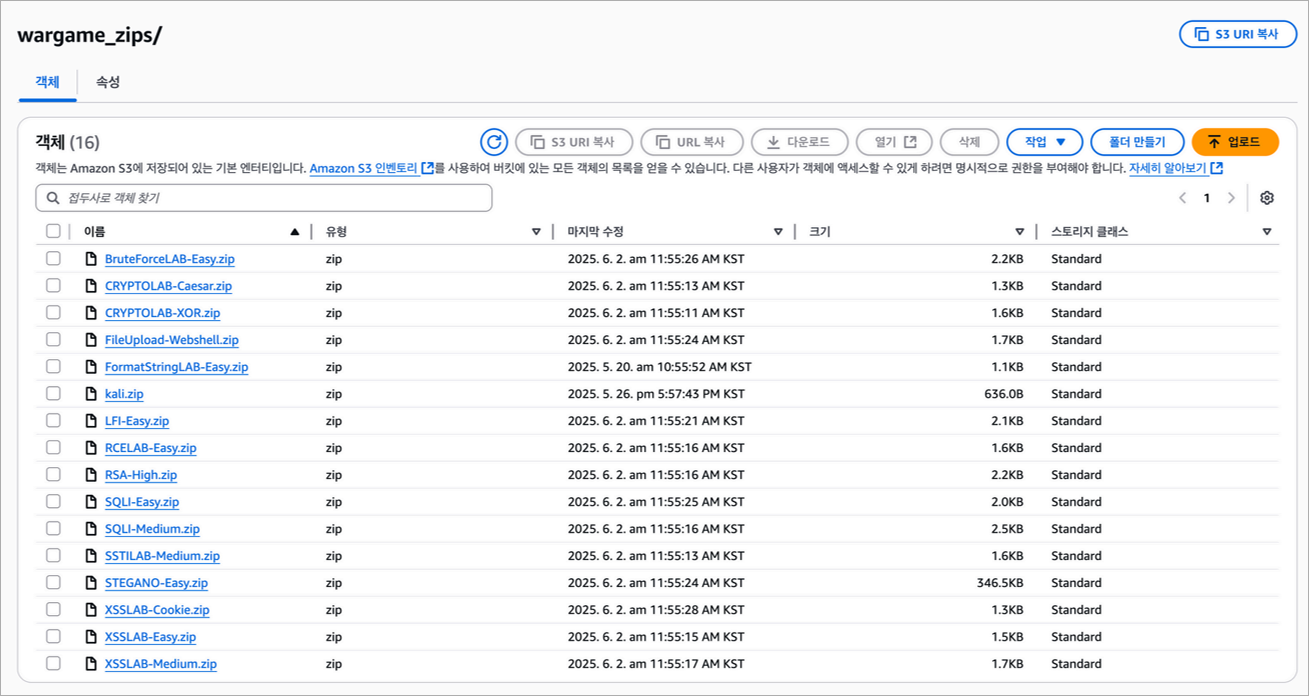 wargame_zips/
S3 URI 복사
객체 속성
객체 (16)
S3 URI 복사 URL 복사 다운로드 열기 삭제 작업 폴더 만들기 업로드
객체는 Amazon S3에 저장되어 있는 기본 엔터티입니다. Amazon S3 인벤토리를 사용하여 버킷에 있는 모든 객체의 목록을 얻을 수 있습니다. 다른 사용자가 객체에 액세스할 수 있게 하려면 명시적으로 권한을 부여해야 합니다. 자세히 알아보기
접두사로 객체 찾기
1
이름 유형 마지막 수정 크기 스토리지 클래스
BruteForceLAB-Easy.zip zip 2025. 6. 2. am 11:55:26 AM KST 2.2KB Standard
CRYPTOLAB-Caesar.zip zip 2025. 6. 2. am 11:55:13 AM KST 1.3KB Standard
CRYPTOLAB-XOR.zip zip 2025. 6. 2. am 11:55:11 AM KST 1.6KB Standard
FileUpload-Webshell.zip zip 2025. 6. 2. am 11:55:24 AM KST 1.7KB Standard
FormatStringLAB-Easy.zip zip 2025. 5. 20. am 10:55:52 AM KST 1.1KB Standard
kali.zip zip 2025. 5. 26. pm 5:57:43 PM KST 636.0B Standard
LFI-Easy.zip zip 2025. 6. 2. am 11:55:21 AM KST 2.1KB Standard
RCELAB-Easy.zip zip 2025. 6. 2. am 11:55:16 AM KST 1.6KB Standard
RSA-High.zip zip 2025. 6. 2. am 11:55:16 AM KST 2.2KB Standard
SQLI-Easy.zip zip 2025. 6. 2. am 11:55:25 AM KST 2.0KB Standard
SQLI-Medium.zip zip 2025. 6. 2. am 11:55:16 AM KST 2.5KB Standard
SSTILAB-Medium.zip zip 2025. 6. 2. am 11:55:13 AM KST 1.6KB Standard
STEGANO-Easy.zip zip 2025. 6. 2. am 11:55:24 AM KST 346.5KB Standard
XSSLAB-Cookie.zip zip 2025. 6. 2. am 11:55:28 AM KST 1.3KB Standard
XSSLAB-Easy.zip zip 2025. 6. 2. am 11:55:15 AM KST 1.5KB Standard
XSSLAB-Medium.zip zip 2025. 6. 2. am 11:55:17 AM KST 1.7KB Standard